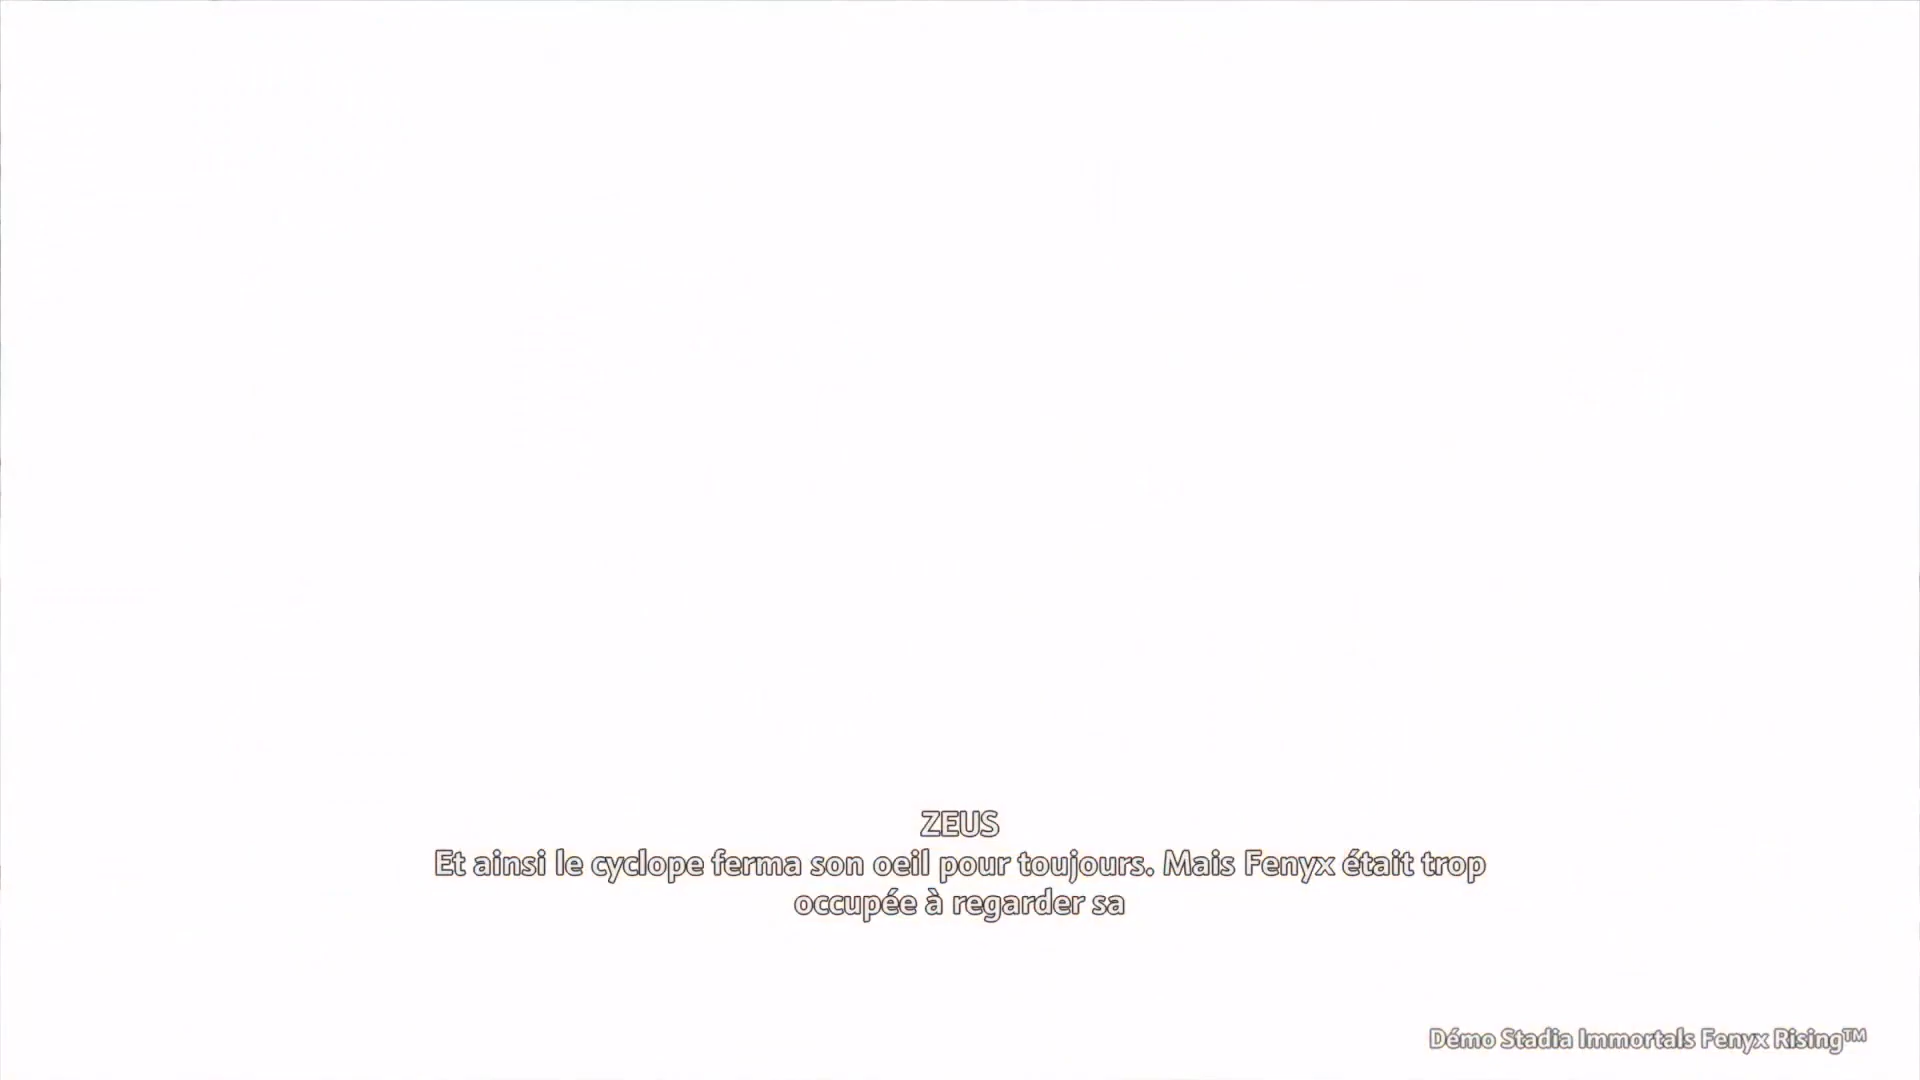 ZEUS
Et ainsi le cyclope ferma son oeil pour toujours. Mais Fenyx était trop
occupée à regarder sa
Démo Stadia Immortals Fenyx Rising™